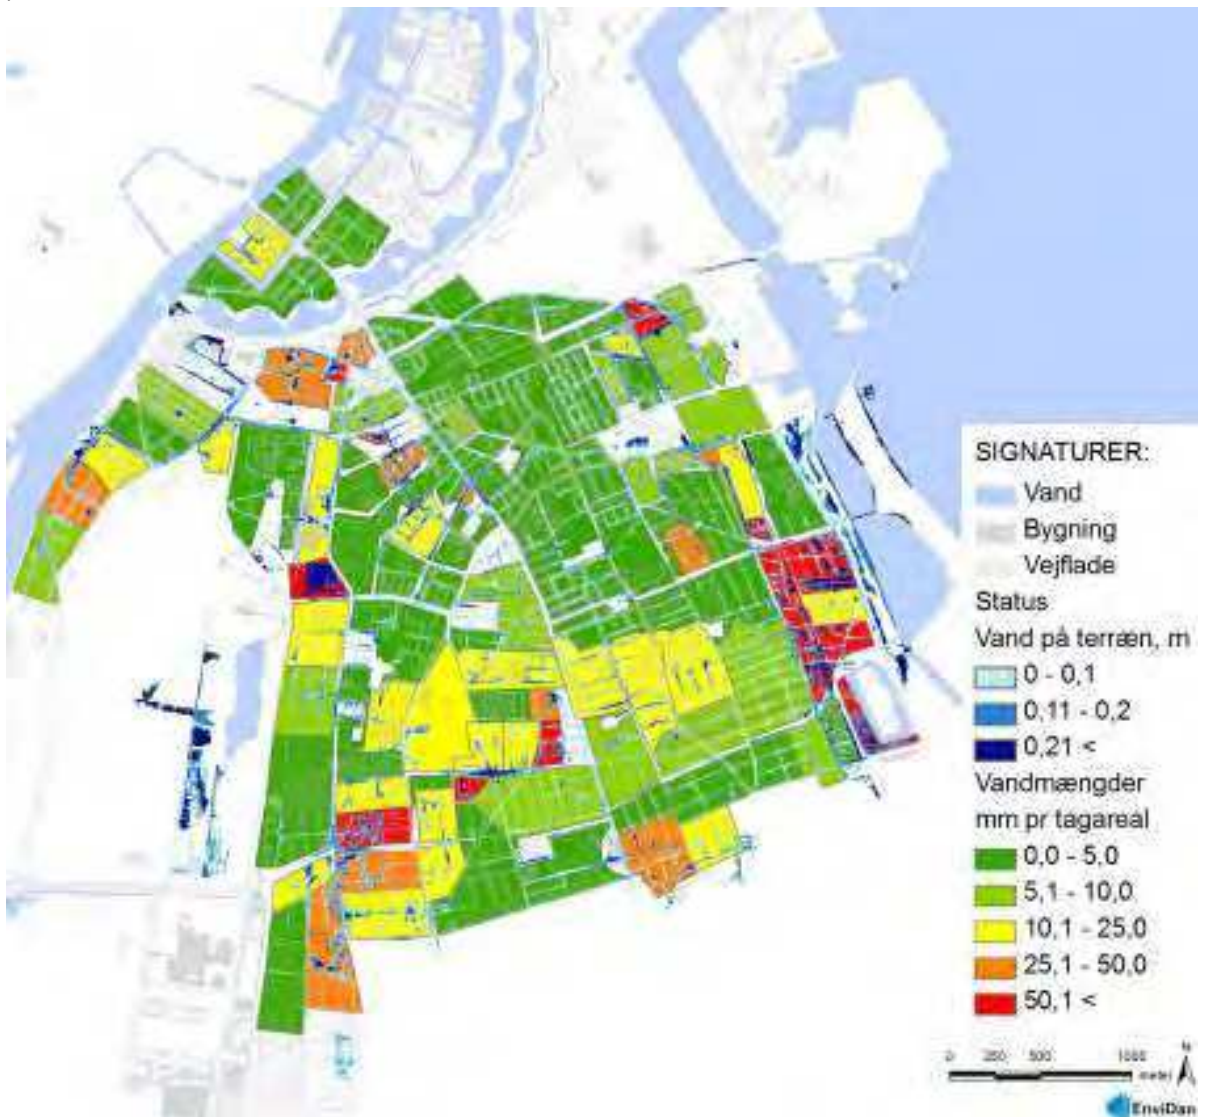 SIGNATURER:
Vand
Bygning
Vejflade
Status
Vand på terræn, m
0 - 0,1
0,11 - 0,2
0,21 <
Vandmængder
mm pr tagareal
0,0 - 5.0
5,1 - 10,0
10,1 - 25,0
25,1 - 50,0
50,1 <
0 250 500 1000
meter
N
EnviDan